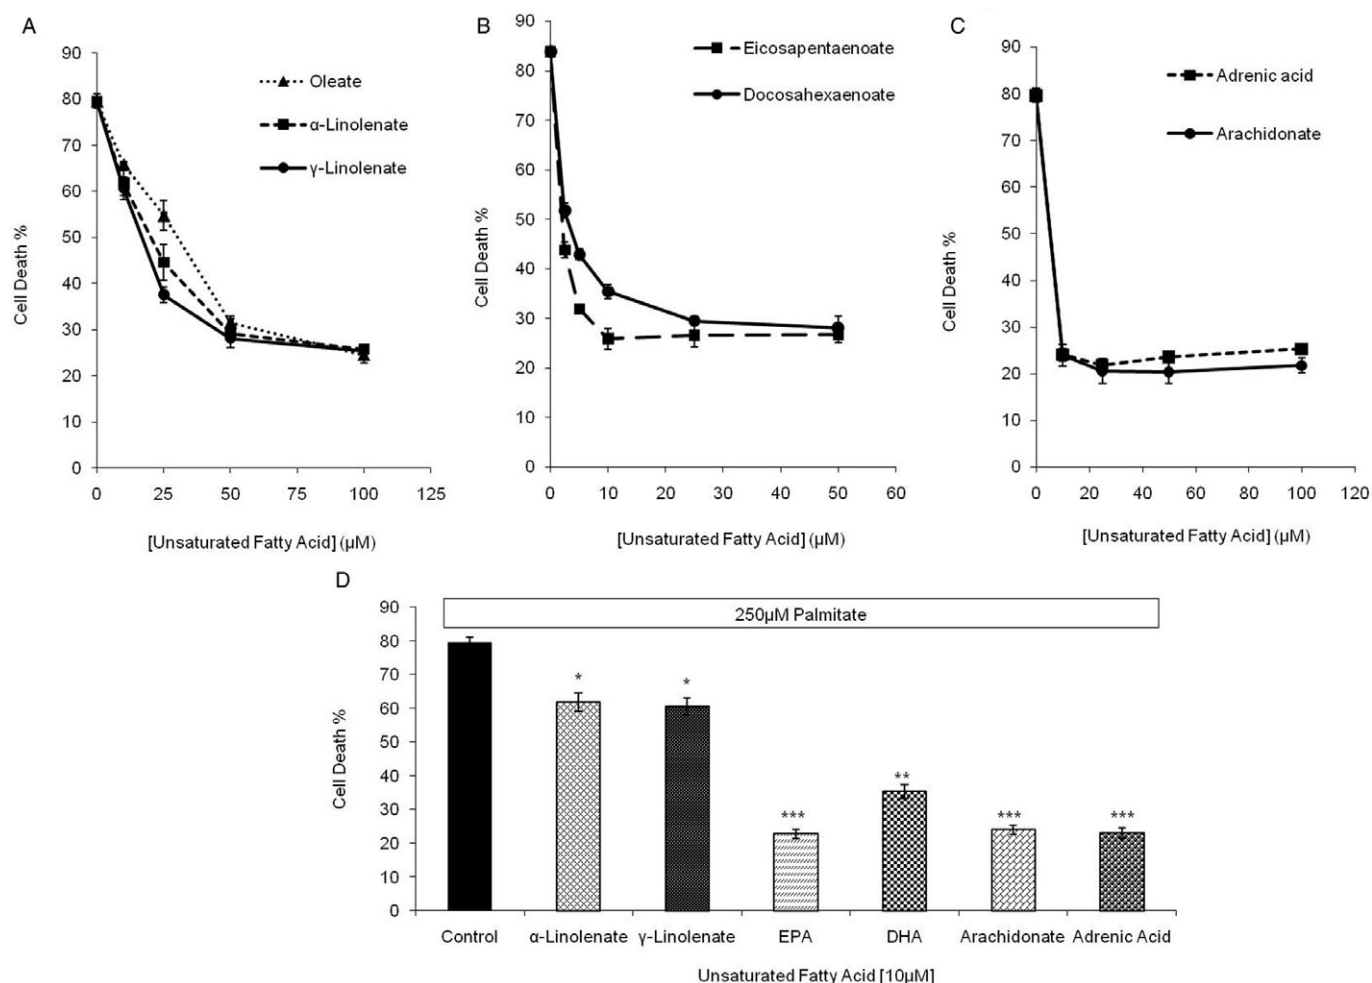 A
90
80
70
60
50
40
30
20
10
0
Cell Death %
Oleate
α-Linolenate
γ-Linolenate
0 25 50 75 100 125
[Unsaturated Fatty Acid] (µM)
B
90
80
70
60
50
40
30
20
10
0
Cell Death %
Eicosapentaenoate
Docosahexaenoate
0 10 20 30 40 50 60
[Unsaturated Fatty Acid] (µM)
C
90
80
70
60
50
40
30
20
10
0
Cell Death %
Adrenic acid
Arachidonate
0 20 40 60 80 100 120
[Unsaturated Fatty Acid] (µM)
D
250µM Palmitate
90
80
70
60
50
40
30
20
10
0
Cell Death %
* * *** ** *** ***
Control α-Linolenate γ-Linolenate EPA DHA Arachidonate Adrenic Acid
Unsaturated Fatty Acid [10µM]